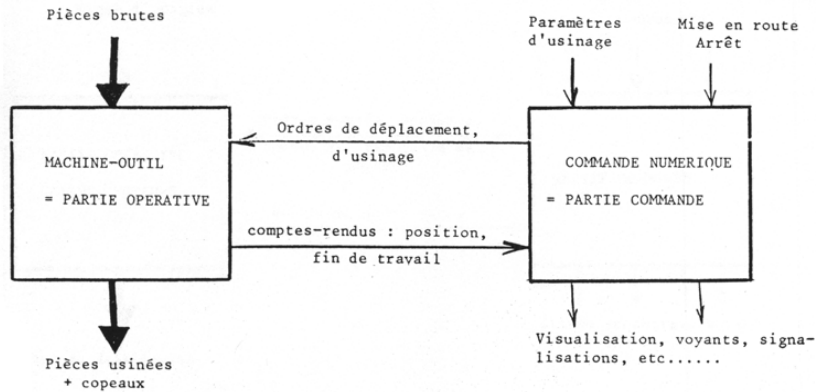 Pièces brutes
Paramètres
d'usinage
Mise en route
Arrêt
MACHINE-OUTIL
= PARTIE OPERATIVE
Ordres de déplacement,
d'usinage
comptes-rendus : position,
fin de travail
COMMANDE NUMERIQUE
= PARTIE COMMANDE
Pièces usinées
+ copeaux
Visualisation, voyants, signa-
lisations, etc......